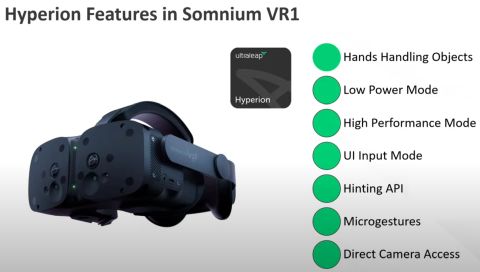 Hyperion Features in Somnium VR1
ultraleap
Hyperion
Hands Handling Objects
Low Power Mode
High Performance Mode
UI Input Mode
Hinting API
Microgestures
Direct Camera Access